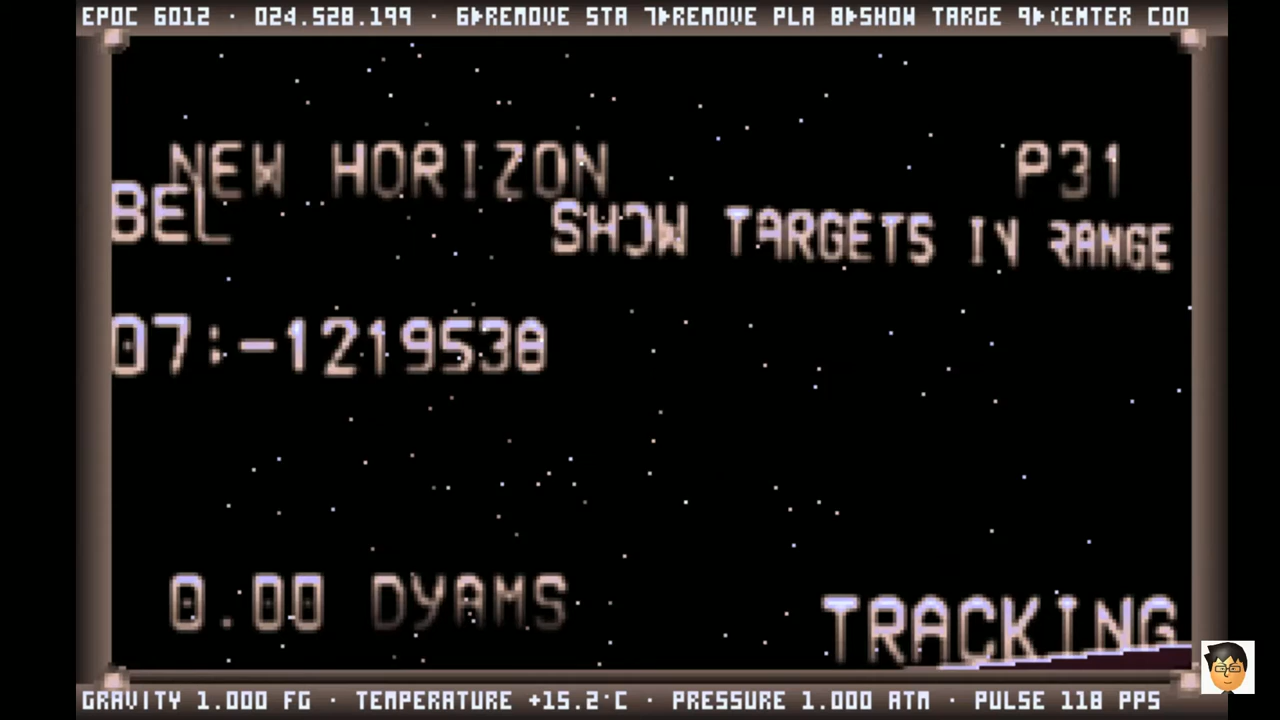 EPOC 6012 · 024.528.199 · 6▶REMOVE STA 7▶REMOVE PLA 8▶SHOW TARGE 9▶(ENTER COO
NEW HORIZON P31
BEL SHOW TARGETS IN RANGE
07:-1219538
0.00 DYAMS TRACKING
GRAVITY 1.000 FG · TEMPERATURE +15.2°C · PRESSURE 1.000 ATM · PULSE 118 PPS